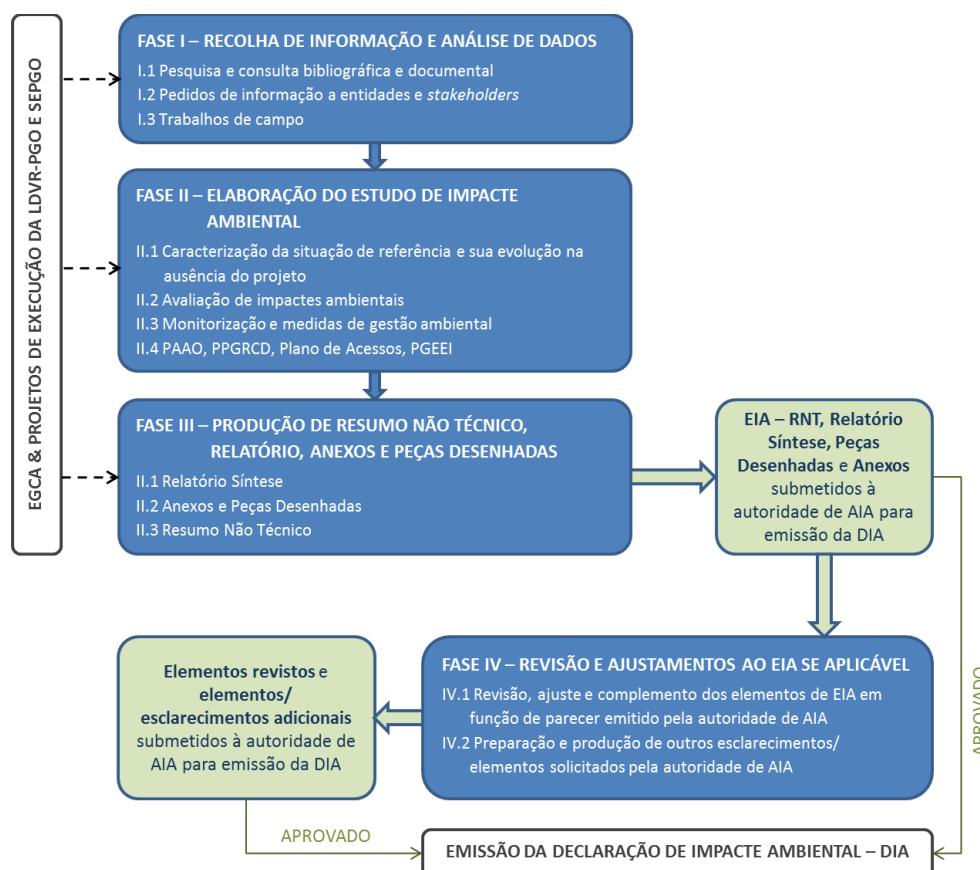 EGCA & PROJETOS DE EXECUÇÃO DA LDVR-PGO E SEPGO
FASE I – RECOLHA DE INFORMAÇÃO E ANÁLISE DE DADOS
I.1 Pesquisa e consulta bibliográfica e documental
I.2 Pedidos de informação a entidades e stakeholders
I.3 Trabalhos de campo
FASE II – ELABORAÇÃO DO ESTUDO DE IMPACTE
AMBIENTAL
II.1 Caracterização da situação de referência e sua evolução na
ausência do projeto
II.2 Avaliação de impactes ambientais
II.3 Monitorização e medidas de gestão ambiental
II.4 PAAO, PPGRCD, Plano de Acessos, PGEEI
FASE III – PRODUÇÃO DE RESUMO NÃO TÉCNICO,
RELATÓRIO, ANEXOS E PEÇAS DESENHADAS
II.1 Relatório Síntese
II.2 Anexos e Peças Desenhadas
II.3 Resumo Não Técnico
EIA – RNT, Relatório
Síntese, Peças
Desenhadas e Anexos
submetidos à
autoridade de AIA para
emissão da DIA
FASE IV – REVISÃO E AJUSTAMENTOS AO EIA SE APLICÁVEL
IV.1 Revisão, ajuste e complemento dos elementos de EIA em
função de parecer emitido pela autoridade de AIA
IV.2 Preparação e produção de outros esclarecimentos/
elementos solicitados pela autoridade de AIA
Elementos revistos e
elementos/
esclarecimentos adicionais
submetidos à autoridade de
AIA para emissão da DIA
APROVADO
APROVADO
EMISSÃO DA DECLARAÇÃO DE IMPACTE AMBIENTAL – DIA